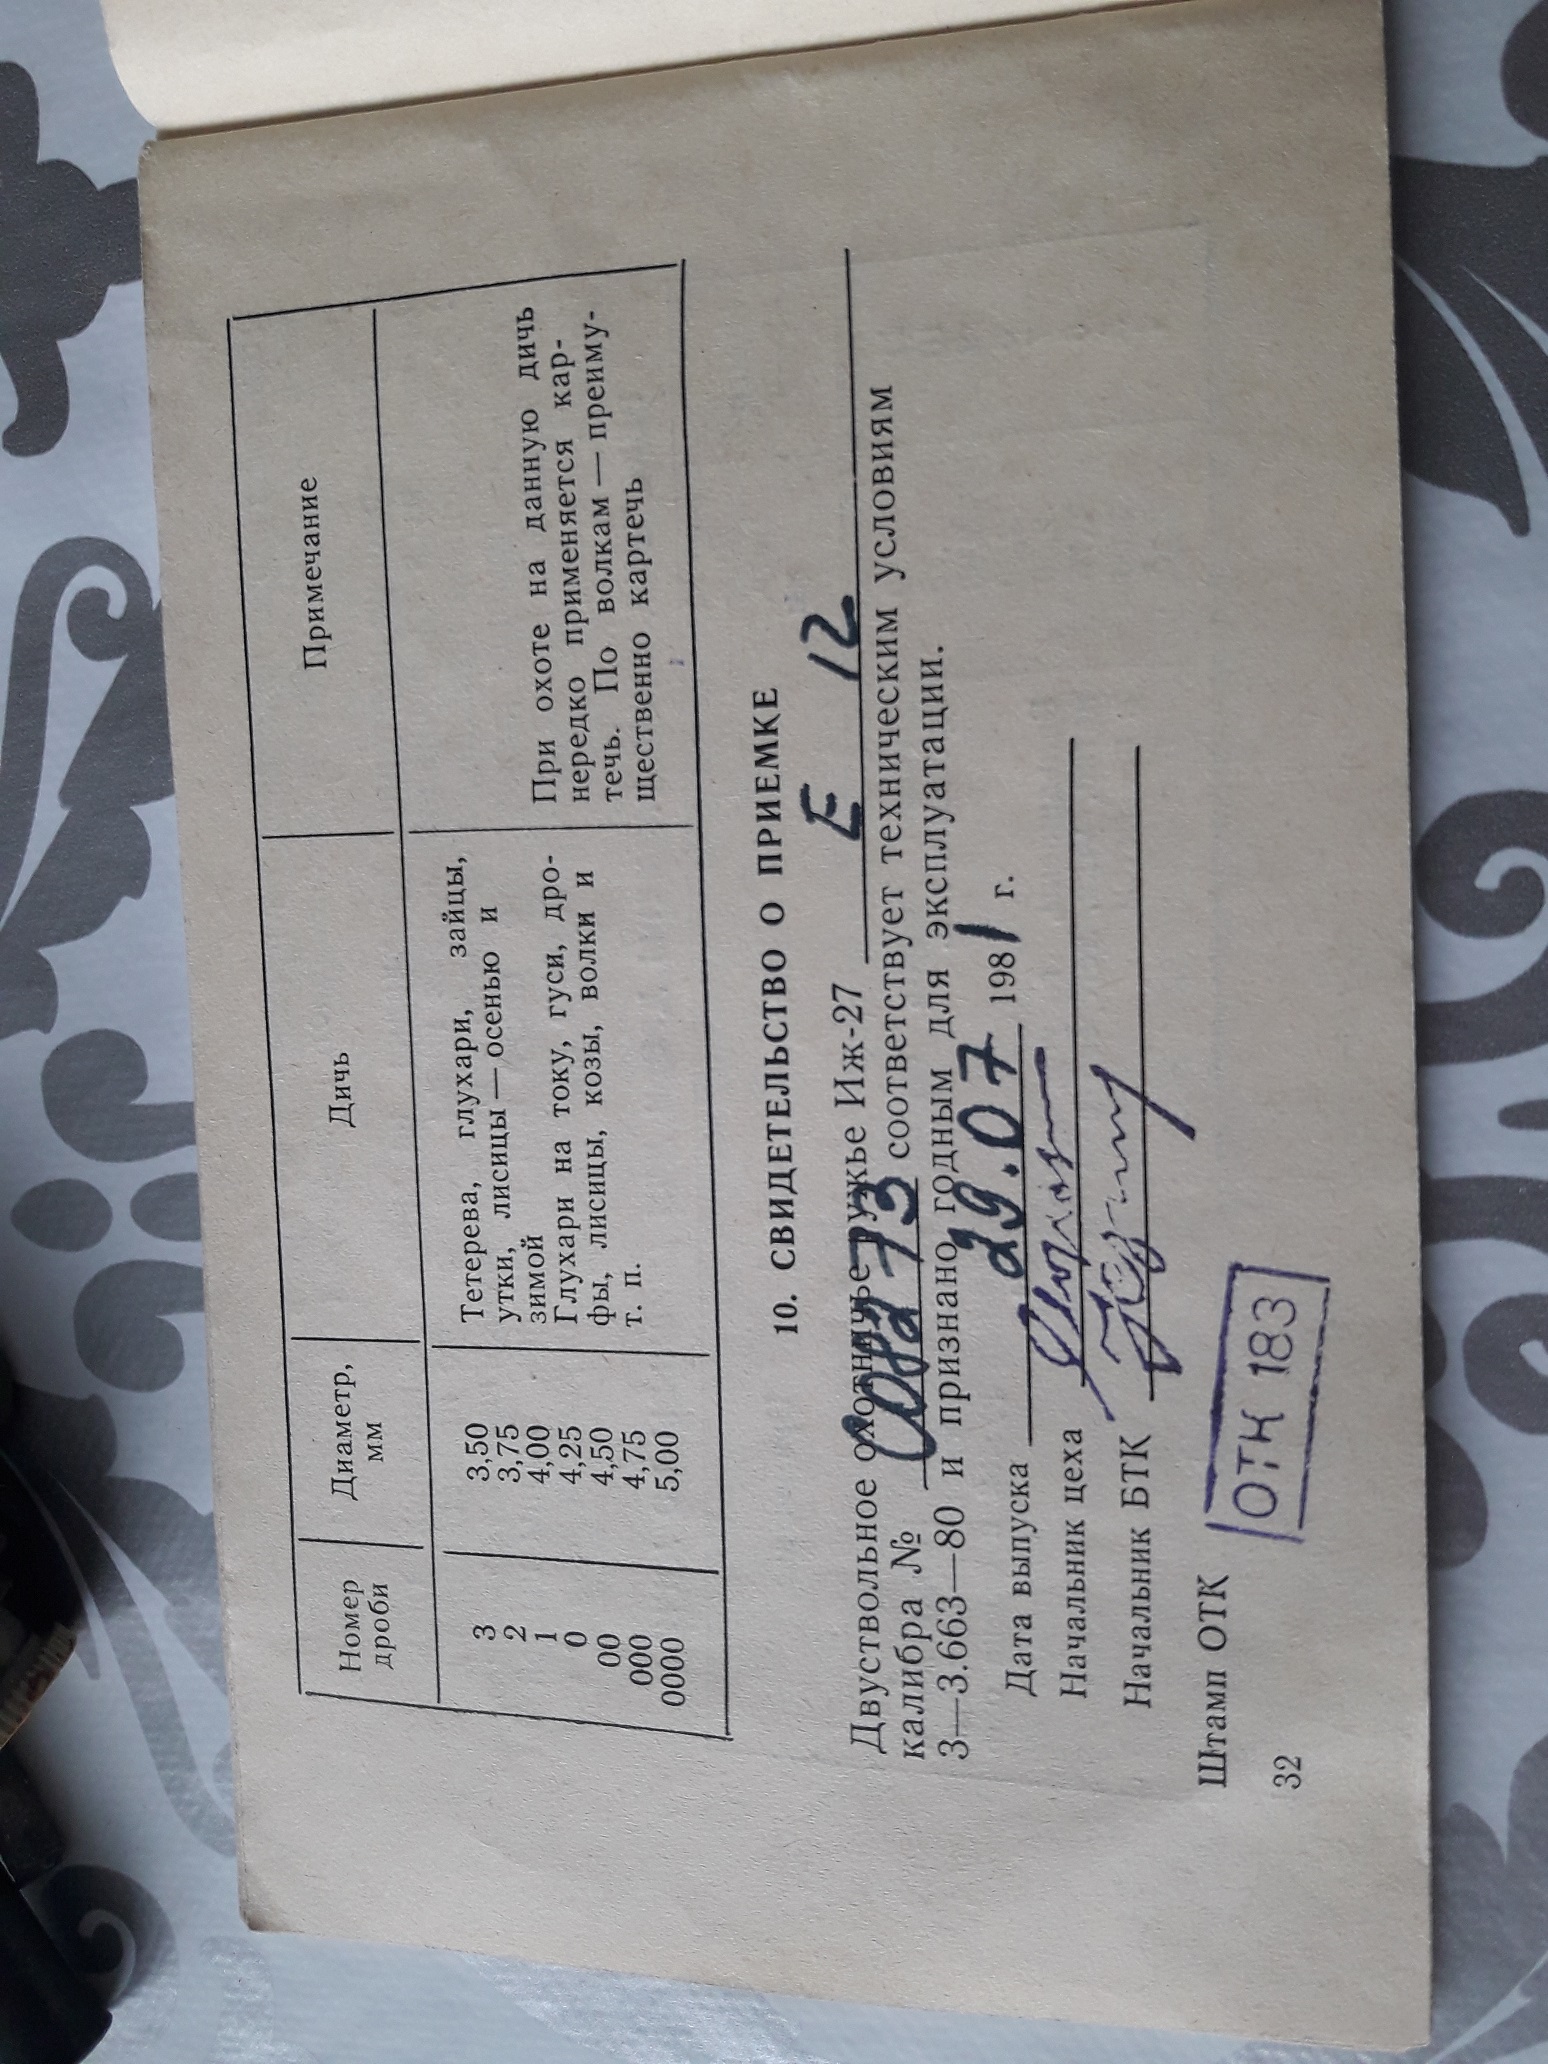 Номер дроби
Диаметр, мм
Дичь
Примечание
3 3,50 Тетерева, глухари, зайцы,
2 3,75 утки, лисицы — осенью и
1 4,00 зимой
0 4,25 Глухари на току, гуси, дро-
00 4,50 фы, лисицы, козы, волки и
000 4,75 т. п.
0000 5,00
При охоте на данную дичь
нередко применяется кар-
течь. По волкам — преиму-
щественно картечь
10. СВИДЕТЕЛЬСТВО О ПРИЕМКЕ
Двуствольное охотничье ружье Иж-27 Е 12
калибра № соответствует техническим условиям
3—3.663—80 и признано годным для эксплуатации.
Дата выпуска 29.07 1981 г.
Начальник цеха
Начальник БТК
Штамп ОТК ОТК 183
32